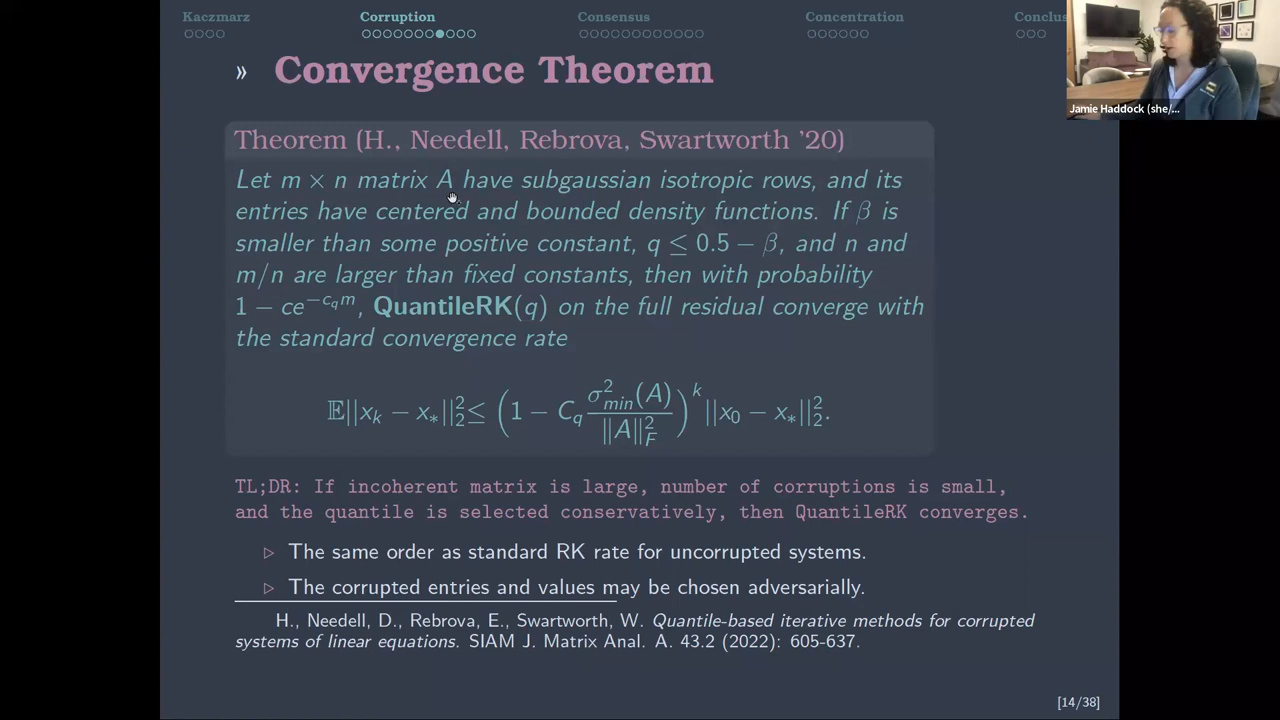 Kaczmarz Corruption Consensus Concentration Conclus
» Convergence Theorem
Jamie Haddock (she/...
Theorem (H., Needell, Rebrova, Swartworth '20)
Let m × n matrix A have subgaussian isotropic rows, and its
entries have centered and bounded density functions. If β is
smaller than some positive constant, q ≤ 0.5 − β, and n and
m/n are larger than fixed constants, then with probability
1 − ce^{−c_q m}, QuantileRK(q) on the full residual converge with
the standard convergence rate
𝔼||x_k − x_*||_2^2 ≤ (1 − C_q σ_{min}^2(A) / ‖A‖_F^2)^k ||x_0 − x_*||_2^2.
TL;DR: If incoherent matrix is large, number of corruptions is small,
and the quantile is selected conservatively, then QuantileRK converges.
▷ The same order as standard RK rate for uncorrupted systems.
▷ The corrupted entries and values may be chosen adversarially.
H., Needell, D., Rebrova, E., Swartworth, W. Quantile-based iterative methods for corrupted
systems of linear equations. SIAM J. Matrix Anal. A. 43.2 (2022): 605-637.
[14/38]